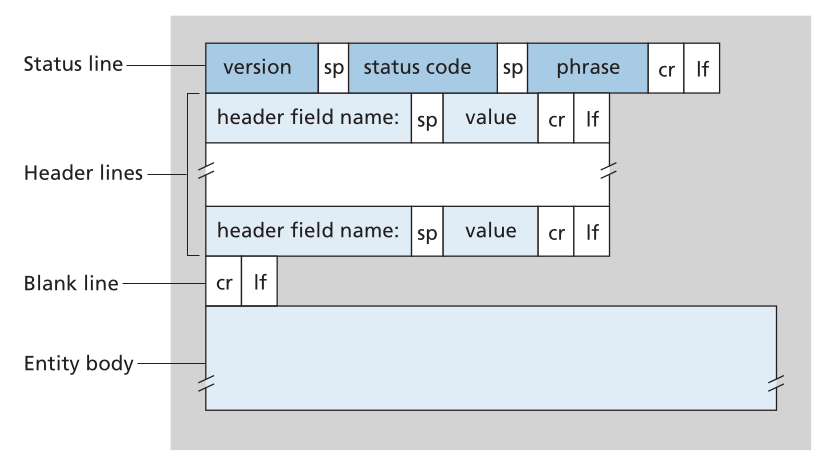 Status line version sp status code sp phrase cr lf
header field name: sp value cr lf
Header lines
header field name: sp value cr lf
Blank line cr lf
Entity body